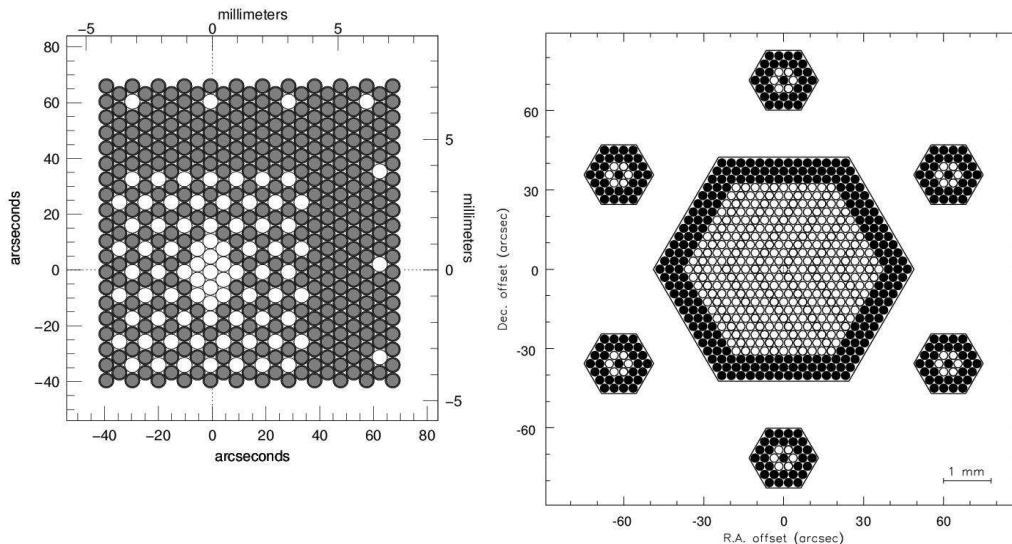 millimeters
−5 0 5
80
60
40
20
0
−20
−40
arcseconds
5
0
−5
millimeters
−40 −20 0 20 40 60 80
arcseconds
60
30
0
-30
-60
Dec. offset (arcsec)
1 mm
-60 -30 0 30 60
R.A. offset (arcsec)